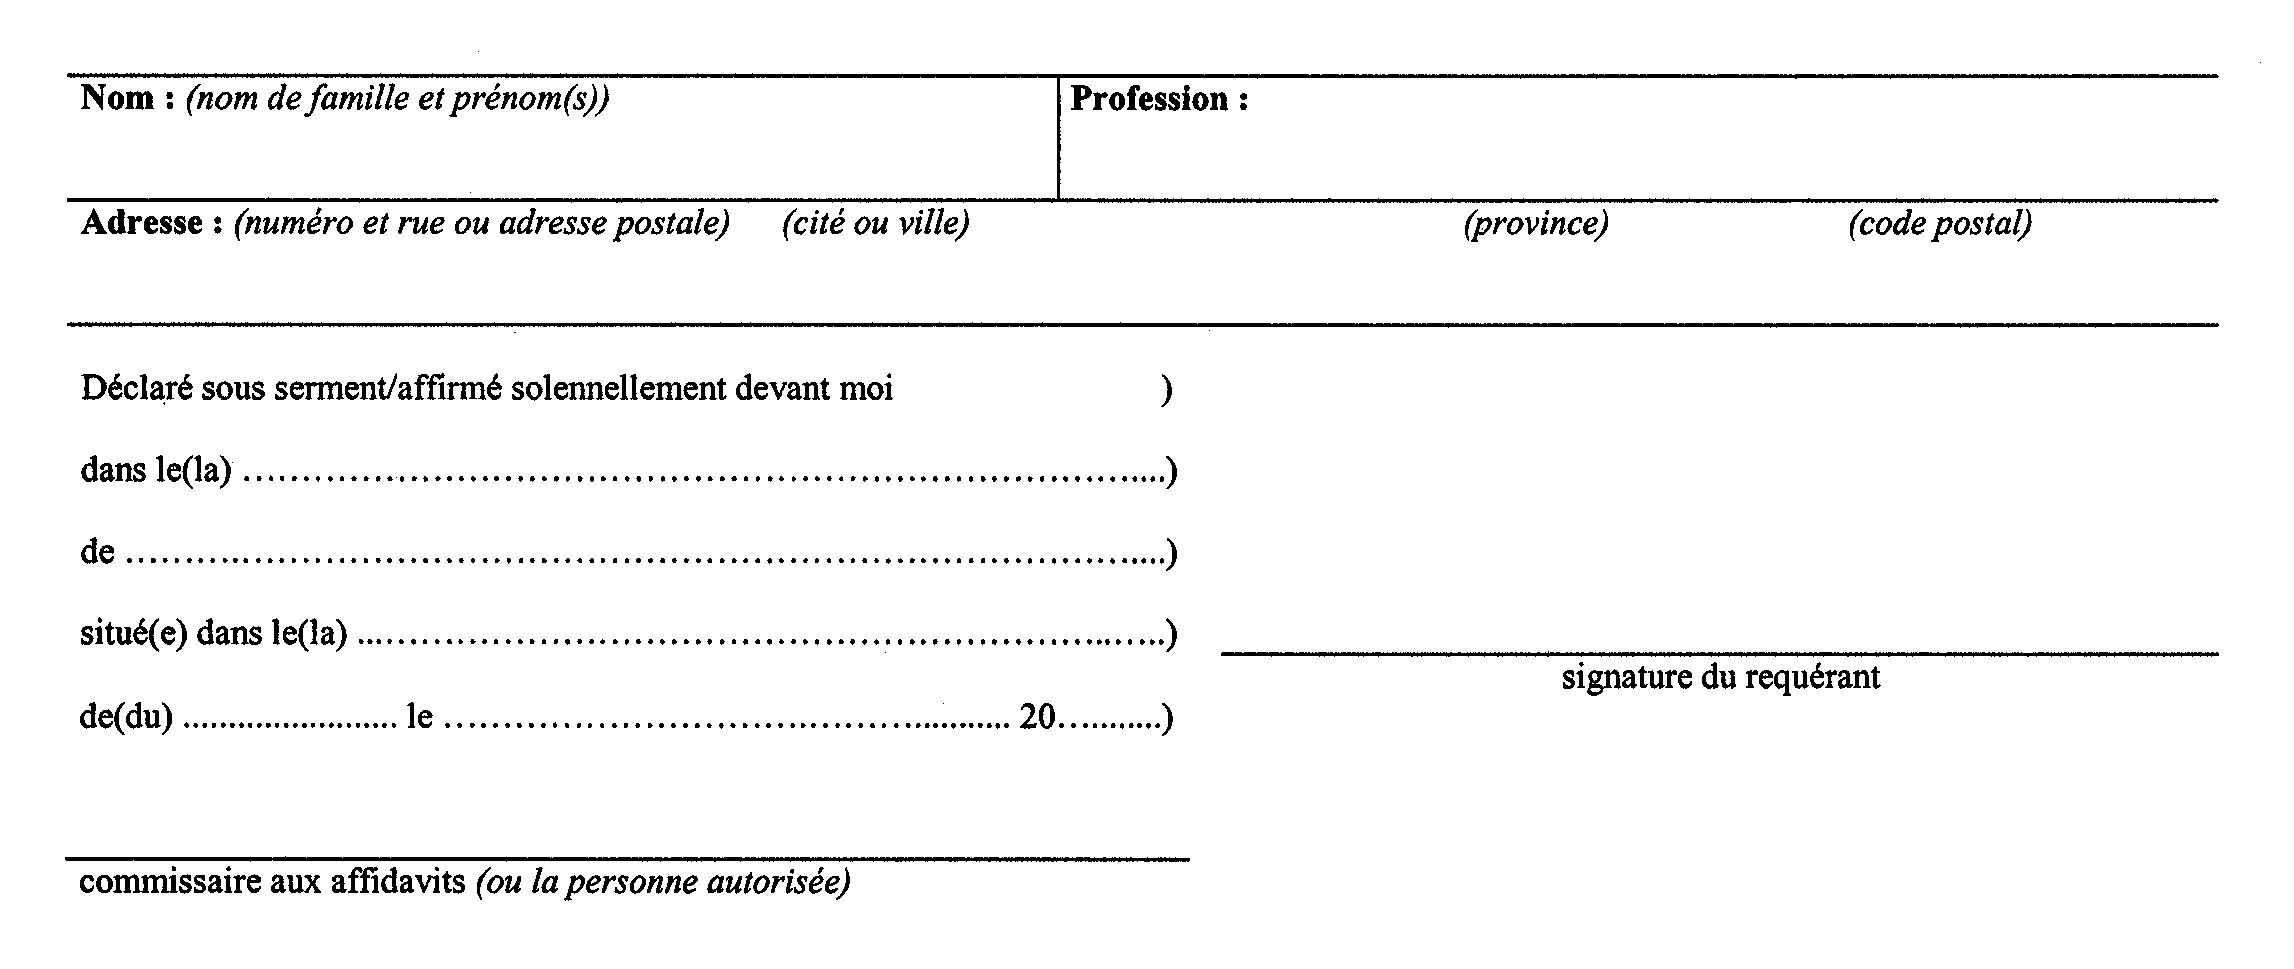 Nom : (nom de famille et prénom(s)) Profession :
Adresse : (numéro et rue ou adresse postale) (cité ou ville) (province) (code postal)
Déclaré sous serment/affirmé solennellement devant moi )
dans le(la) ..............................................................................)
de ........................................................................................)
situé(e) dans le(la) .....................................................................)
de(du) ....................... le ................................................ 20...........)
signature du requérant
commissaire aux affidavits (ou la personne autorisée)